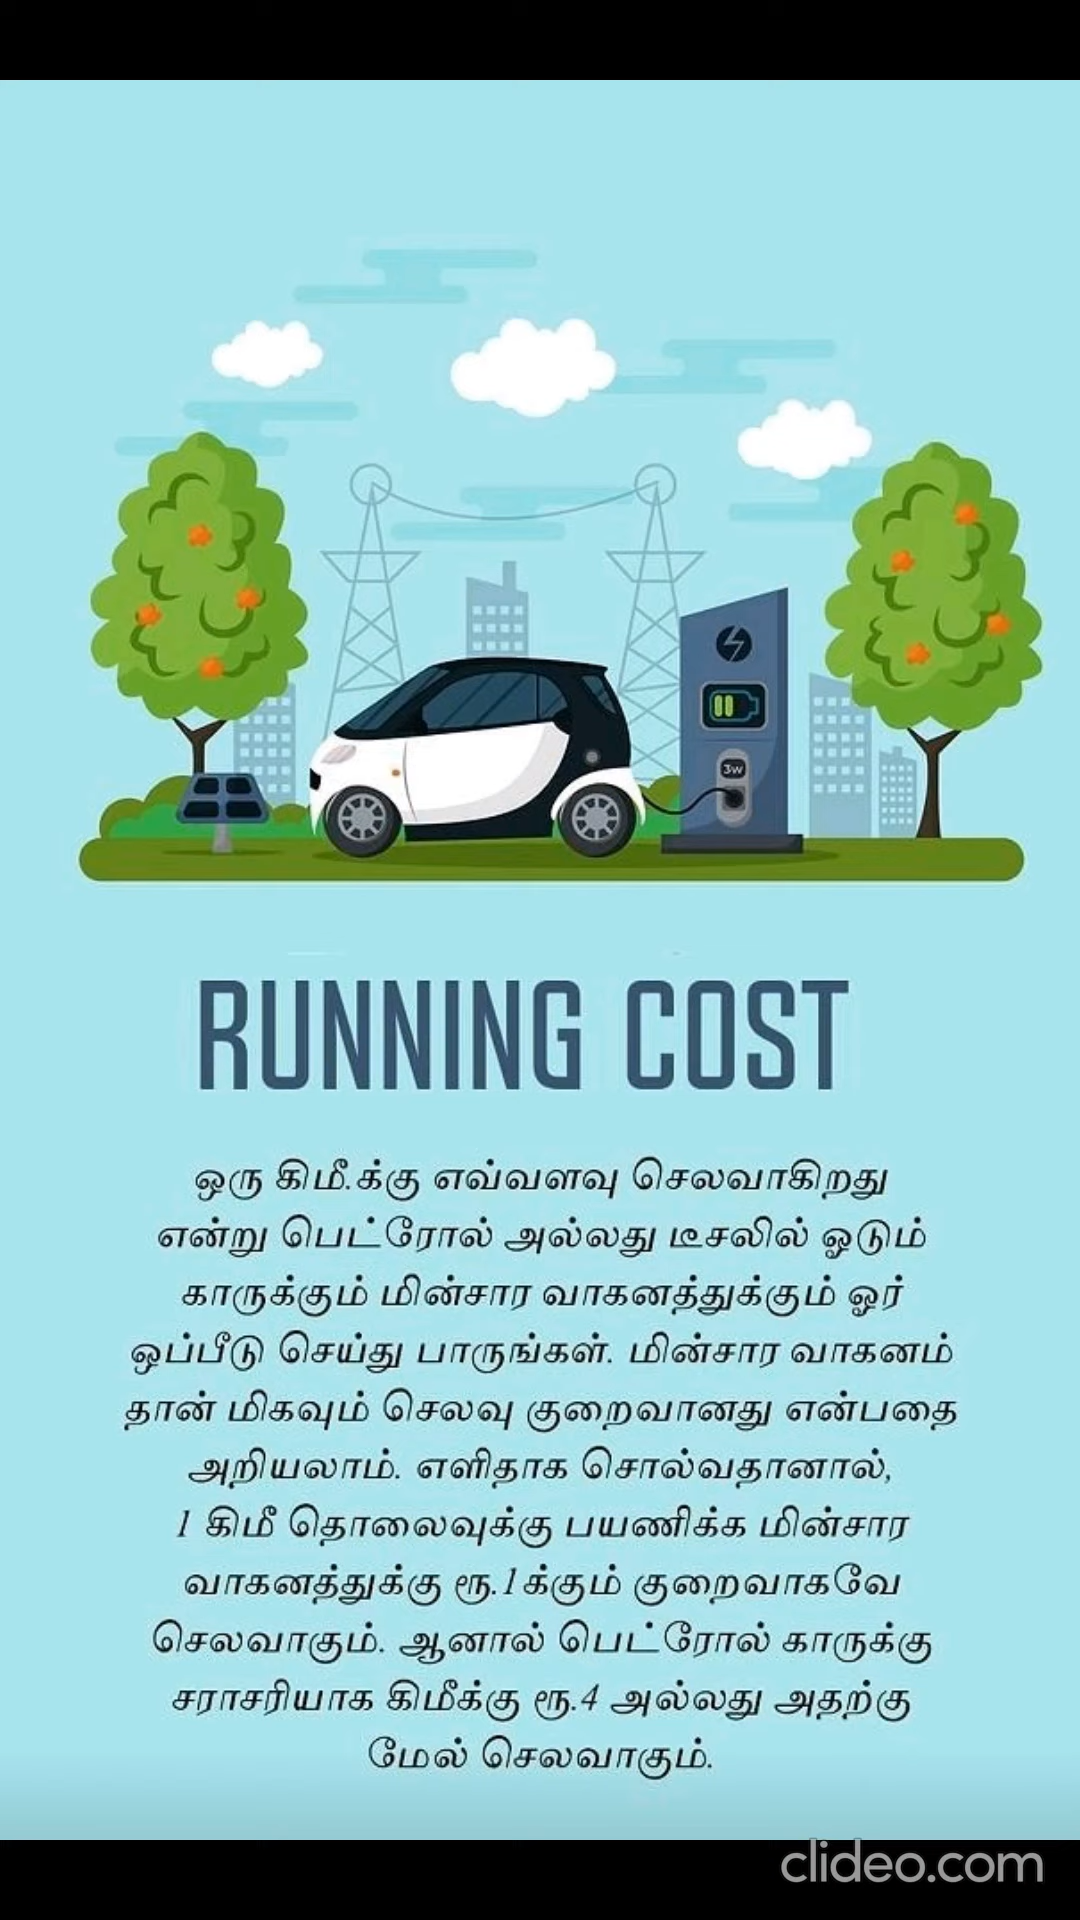 3w
RUNNING COST
ஒரு கிமீ.க்கு எவ்வளவு செலவாகிறது
என்று பெட்ரோல் அல்லது டீசலில் ஓடும்
காருக்கும் மின்சார வாகனத்துக்கும் ஓர்
ஒப்பீடு செய்து பாருங்கள். மின்சார வாகனம்
தான் மிகவும் செலவு குறைவானது என்பதை
அறியலாம். எளிதாக சொல்வதானால்,
1 கிமீ தொலைவுக்கு பயணிக்க மின்சார
வாகனத்துக்கு ரூ.1க்கும் குறைவாகவே
செலவாகும். ஆனால் பெட்ரோல் காருக்கு
சராசரியாக கிமீக்கு ரூ.4 அல்லது அதற்கு
மேல் செலவாகும்.
clideo.com